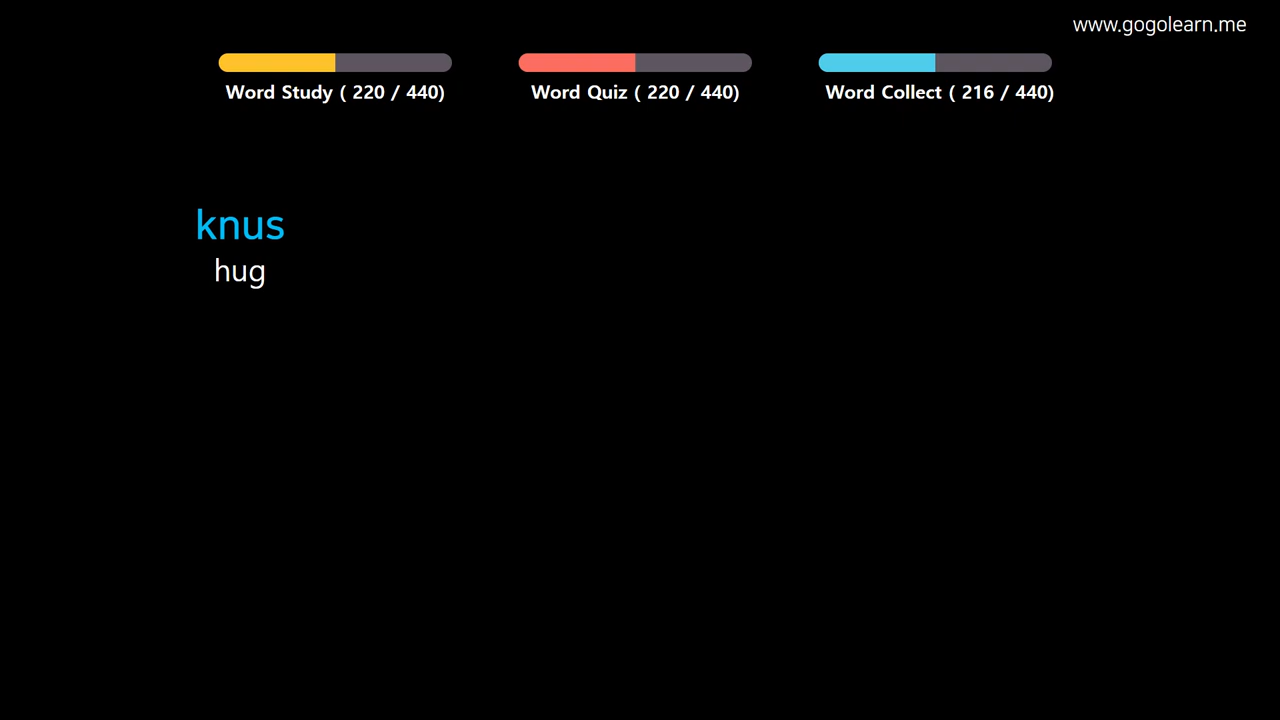 www.gogolearn.me
Word Study ( 220 / 440)
Word Quiz ( 220 / 440)
Word Collect ( 216 / 440)
knus
hug